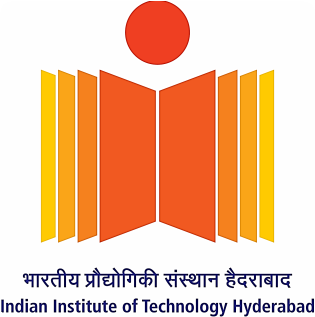 भारतीय प्रौद्योगिकी संस्थान हैदराबाद
Indian Institute of Technology Hyderabad